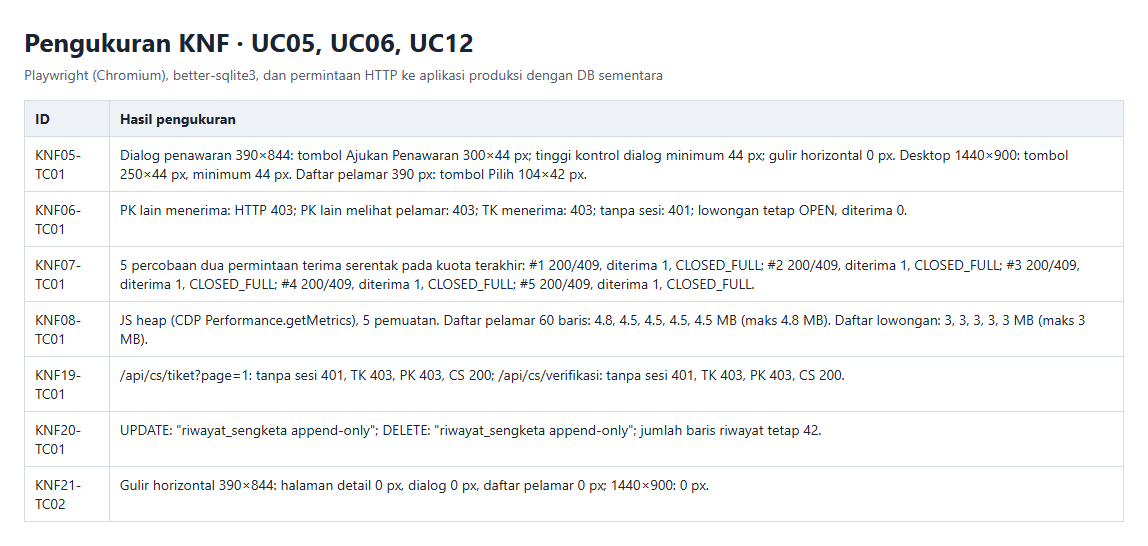 Pengukuran KNF · UC05, UC06, UC12
Playwright (Chromium), better-sqlite3, dan permintaan HTTP ke aplikasi produksi dengan DB sementara
ID Hasil pengukuran
KNF05-TC01 Dialog penawaran 390×844: tombol Ajukan Penawaran 300×44 px; tinggi kontrol dialog minimum 44 px; gulir horizontal 0 px. Desktop 1440×900: tombol
250×44 px, minimum 44 px. Daftar pelamar 390 px: tombol Pilih 104×42 px.
KNF06-TC01 PK lain menerima: HTTP 403; PK lain melihat pelamar: 403; TK menerima: 403; tanpa sesi: 401; lowongan tetap OPEN, diterima 0.
KNF07-TC01 5 percobaan dua permintaan terima serentak pada kuota terakhir: #1 200/409, diterima 1, CLOSED_FULL; #2 200/409, diterima 1, CLOSED_FULL; #3 200/409,
diterima 1, CLOSED_FULL; #4 200/409, diterima 1, CLOSED_FULL; #5 200/409, diterima 1, CLOSED_FULL.
KNF08-TC01 JS heap (CDP Performance.getMetrics), 5 pemuatan. Daftar pelamar 60 baris: 4.8, 4.5, 4.5, 4.5, 4.5 MB (maks 4.8 MB). Daftar lowongan: 3, 3, 3, 3, 3 MB (maks 3
MB).
KNF19-TC01 /api/cs/tiket?page=1: tanpa sesi 401, TK 403, PK 403, CS 200; /api/cs/verifikasi: tanpa sesi 401, TK 403, PK 403, CS 200.
KNF20-TC01 UPDATE: "riwayat_sengketa append-only"; DELETE: "riwayat_sengketa append-only"; jumlah baris riwayat tetap 42.
KNF21-TC02 Gulir horizontal 390×844: halaman detail 0 px, dialog 0 px, daftar pelamar 0 px; 1440×900: 0 px.